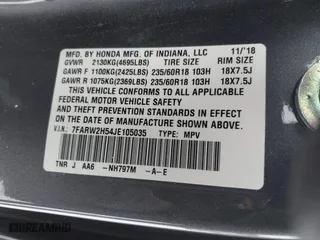 MFD. BY HONDA MFG. OF INDIANA, LLC 11/'18
GVWR 2130KG(4695LBS) TIRE SIZE RIM SIZE
GAWR F 1100KG(2425LBS) 235/60R18 103H 18X7.5J
GAWR R 1075KG(2369LBS) 235/60R18 103H 18X7.5J
THIS VEHICLE CONFORMS TO ALL APPLICABLE
FEDERAL MOTOR VEHICLE SAFETY, BUMPER,
AND THEFT PREVENTION STANDARDS IN EFFECT
ON THE DATE OF MANUFACTURE SHOWN ABOVE.
V.I.N.: 7FARW2H54JE105035 TYPE: MPV
TNR J AA6 -NH797M -A-E
DREAMBID